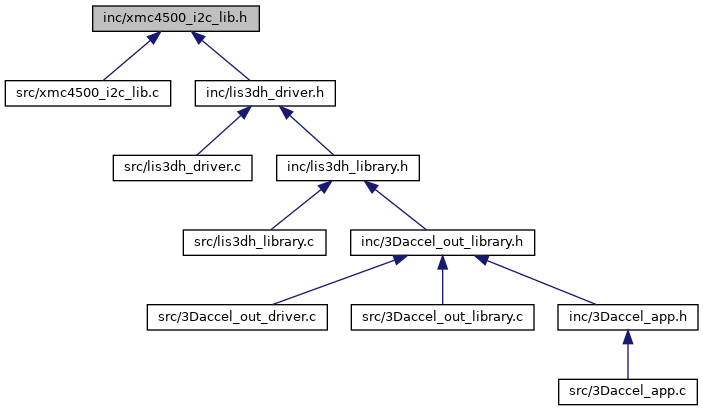 inc/xmc4500_i2c_lib.h
src/xmc4500_i2c_lib.c
inc/lis3dh_driver.h
src/lis3dh_driver.c
inc/lis3dh_library.h
src/lis3dh_library.c
inc/3Daccel_out_library.h
src/3Daccel_out_driver.c
src/3Daccel_out_library.c
inc/3Daccel_app.h
src/3Daccel_app.c